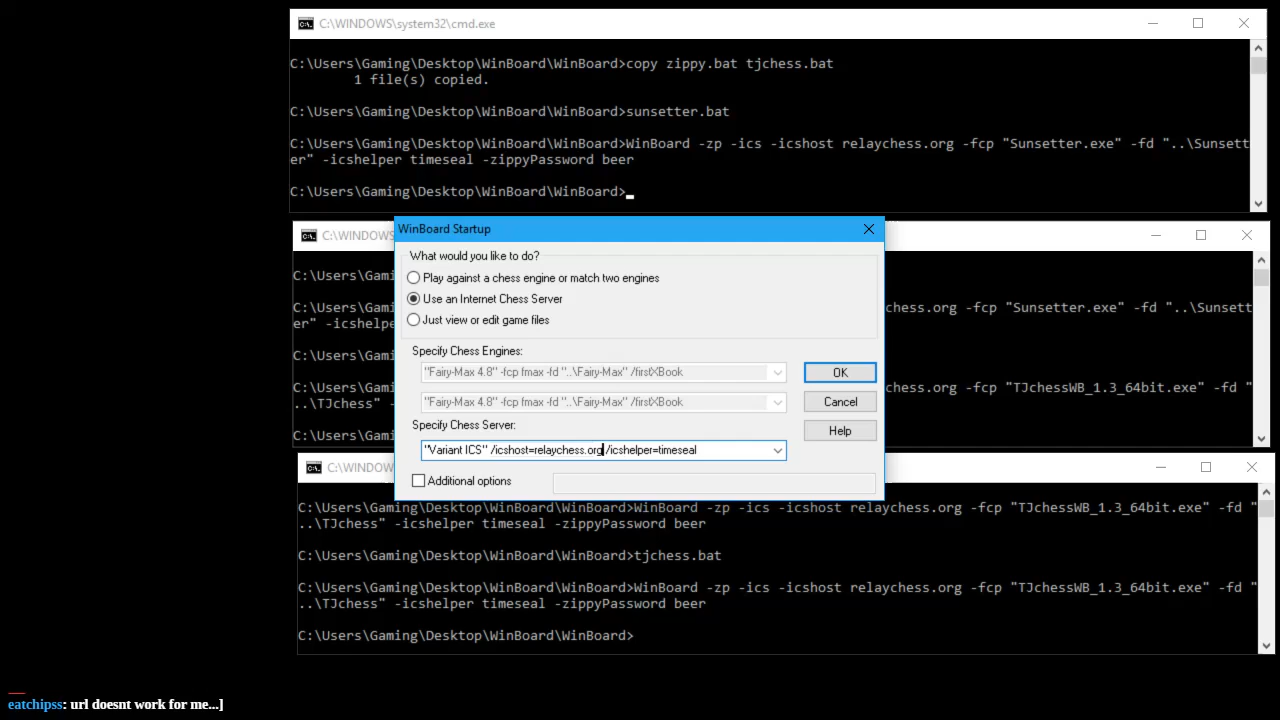 C:\WINDOWS\system32\cmd.exe
C:\Users\Gaming\Desktop\WinBoard\WinBoard>copy zippy.bat tjchess.bat
1 file(s) copied.
C:\Users\Gaming\Desktop\WinBoard\WinBoard>sunsetter.bat
C:\Users\Gaming\Desktop\WinBoard\WinBoard>WinBoard -zp -ics -icshost relaychess.org -fcp "Sunsetter.exe" -fd "..\Sunsett
er" -icshelper timeseal -zippyPassword beer
C:\Users\Gaming\Desktop\WinBoard\WinBoard>
C:\WINDOWS
C:\Users\Gami
C:\Users\Gami chess.org -fcp "Sunsetter.exe" -fd "..\Sunsett
er" -icshelpe
C:\Users\Gami
C:\Users\Gami chess.org -fcp "TJchessWB_1.3_64bit.exe" -fd "
..\TJchess" -
C:\Users\Gami
WinBoard Startup
What would you like to do?
Play against a chess engine or match two engines
Use an Internet Chess Server
Just view or edit game files
Specify Chess Engines:
"Fairy-Max 4.8" -fcp fmax -fd "..\Fairy-Max" /firstXBook
OK
"Fairy-Max 4.8" -fcp fmax -fd "..\Fairy-Max" /firstXBook
Cancel
Specify Chess Server:
Help
"Variant ICS" /icshost=relaychess.org /icshelper=timeseal
Additional options
C:\WINDOWS
C:\Users\Gaming\Desktop\WinBoard\WinBoard>WinBoard -zp -ics -icshost relaychess.org -fcp "TJchessWB_1.3_64bit.exe" -fd "
..\TJchess" -icshelper timeseal -zippyPassword beer
C:\Users\Gaming\Desktop\WinBoard\WinBoard>tjchess.bat
C:\Users\Gaming\Desktop\WinBoard\WinBoard>WinBoard -zp -ics -icshost relaychess.org -fcp "TJchessWB_1.3_64bit.exe" -fd "
..\TJchess" -icshelper timeseal -zippyPassword beer
C:\Users\Gaming\Desktop\WinBoard\WinBoard>
eatchipss: url doesnt work for me...]